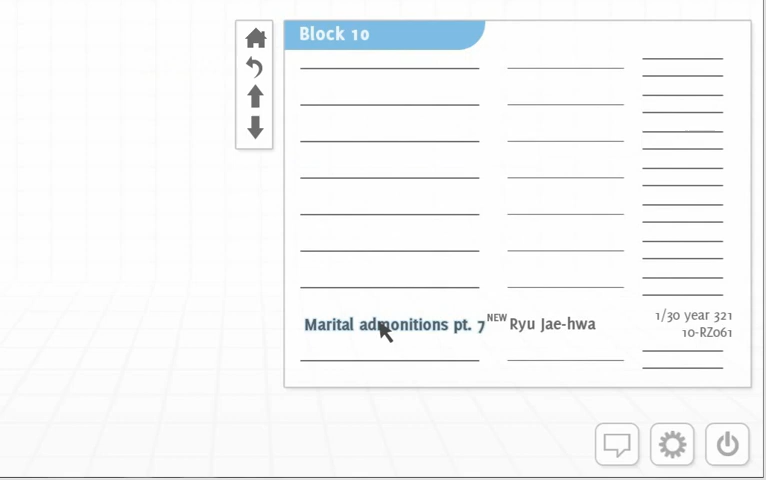 Block 10
Marital admonitions pt. 7 NEW Ryu Jae-hwa 1/30 year 321
10-RZ061